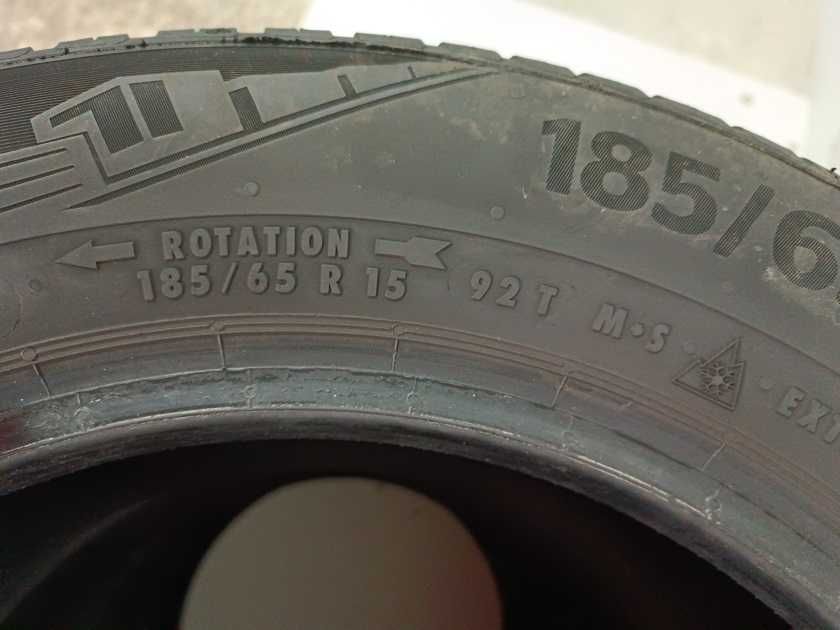 185/6
ROTATION
185/65 R 15 92 T M•S
EXT